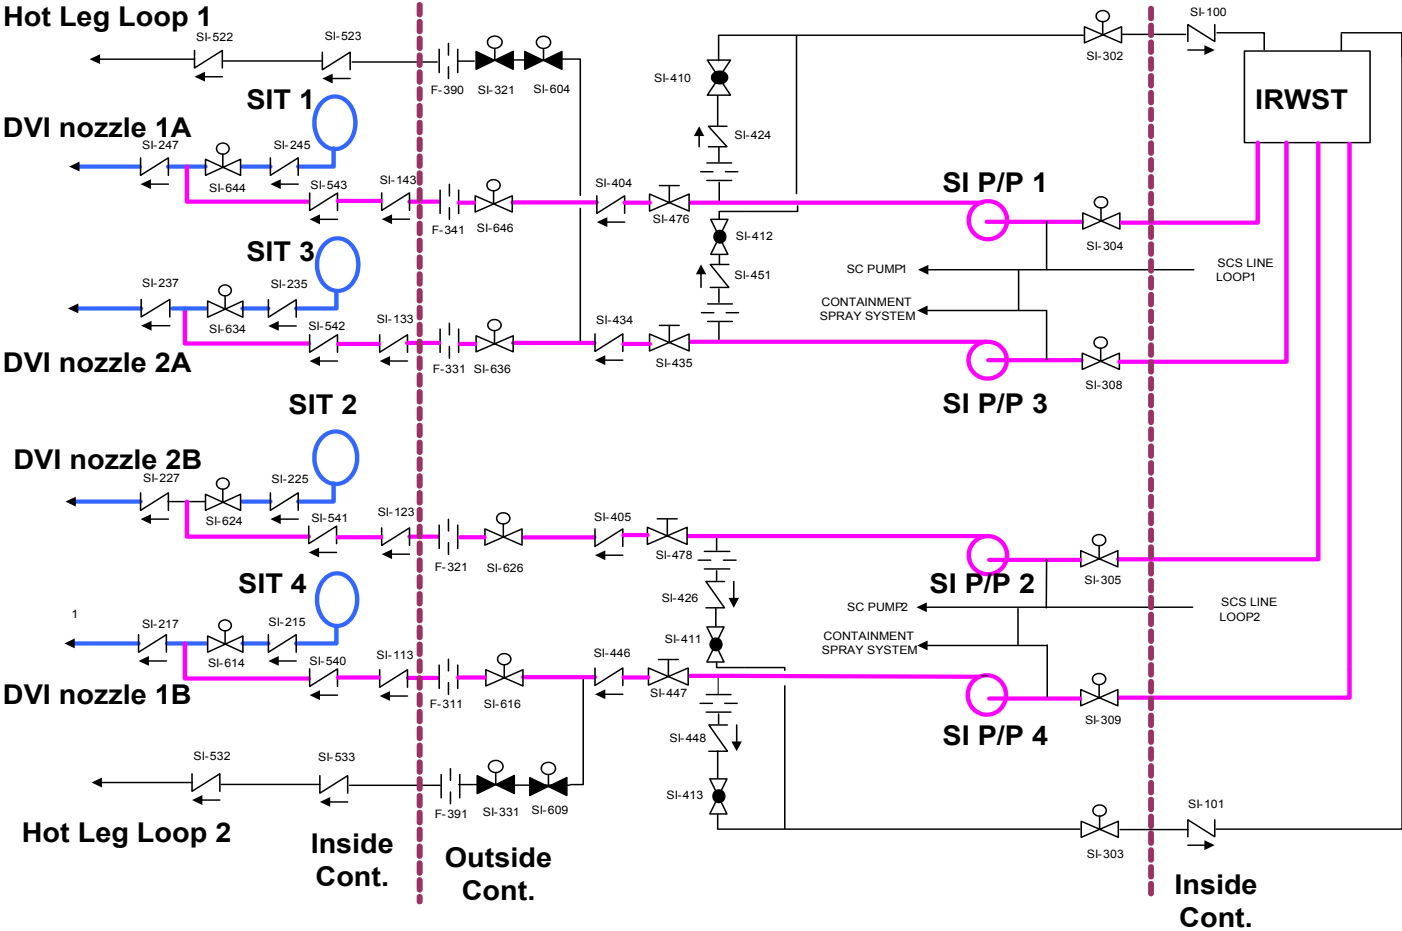 Hot Leg Loop 1
SI-522
SI-523
F-390
SI-321
SI-604
SI-410
SI-302
SI-100
IRWST
SIT 1
DVI nozzle 1A
SI-247
SI-245
SI-644
SI-543
SI-143
F-341
SI-646
SI-404
SI-476
SI-424
SI P/P 1
SI-304
SI-412
SI-451
SC PUMP1
SCS LINE
LOOP1
CONTAINMENT
SPRAY SYSTEM
SIT 3
SI-237
SI-235
SI-634
SI-542
SI-133
DVI nozzle 2A
F-331
SI-636
SI-434
SI-435
SI P/P 3
SI-308
SIT 2
DVI nozzle 2B
SI-227
SI-225
SI-624
SI-541
SI-123
F-321
SI-626
SI-405
SI-478
SI P/P 2
SI-305
SI-426
SI-411
SC PUMP2
SCS LINE
LOOP2
CONTAINMENT
SPRAY SYSTEM
SIT 4
1
SI-217
SI-215
SI-614
SI-540
SI-113
DVI nozzle 1B
F-311
SI-616
SI-446
SI-447
SI P/P 4
SI-309
SI-448
SI-413
SI-532
SI-533
F-391
SI-331
SI-609
Hot Leg Loop 2
SI-303
SI-101
Inside
Cont.
Outside
Cont.
Inside
Cont.